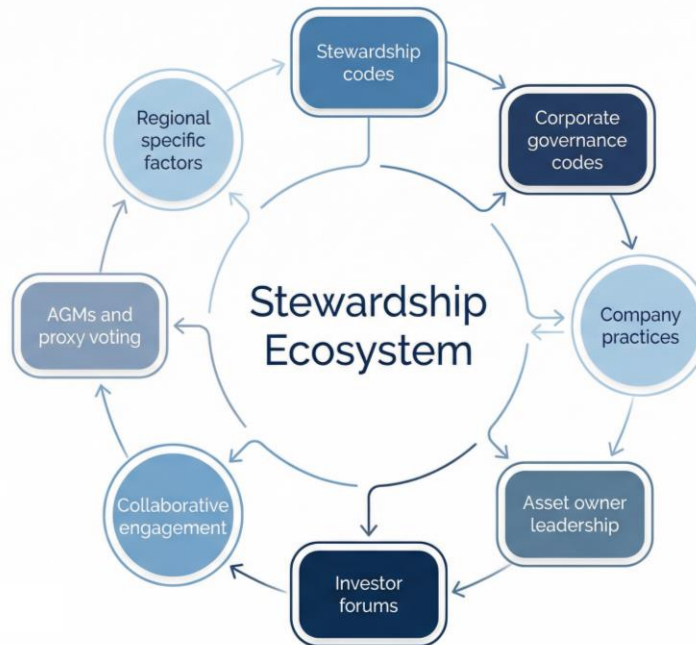 Stewardship
codes
Corporate
governance
codes
Company
practices
Asset owner
leadership
Investor
forums
Collaborative
engagement
AGMs and
proxy voting
Regional
specific
factors
Stewardship
Ecosystem